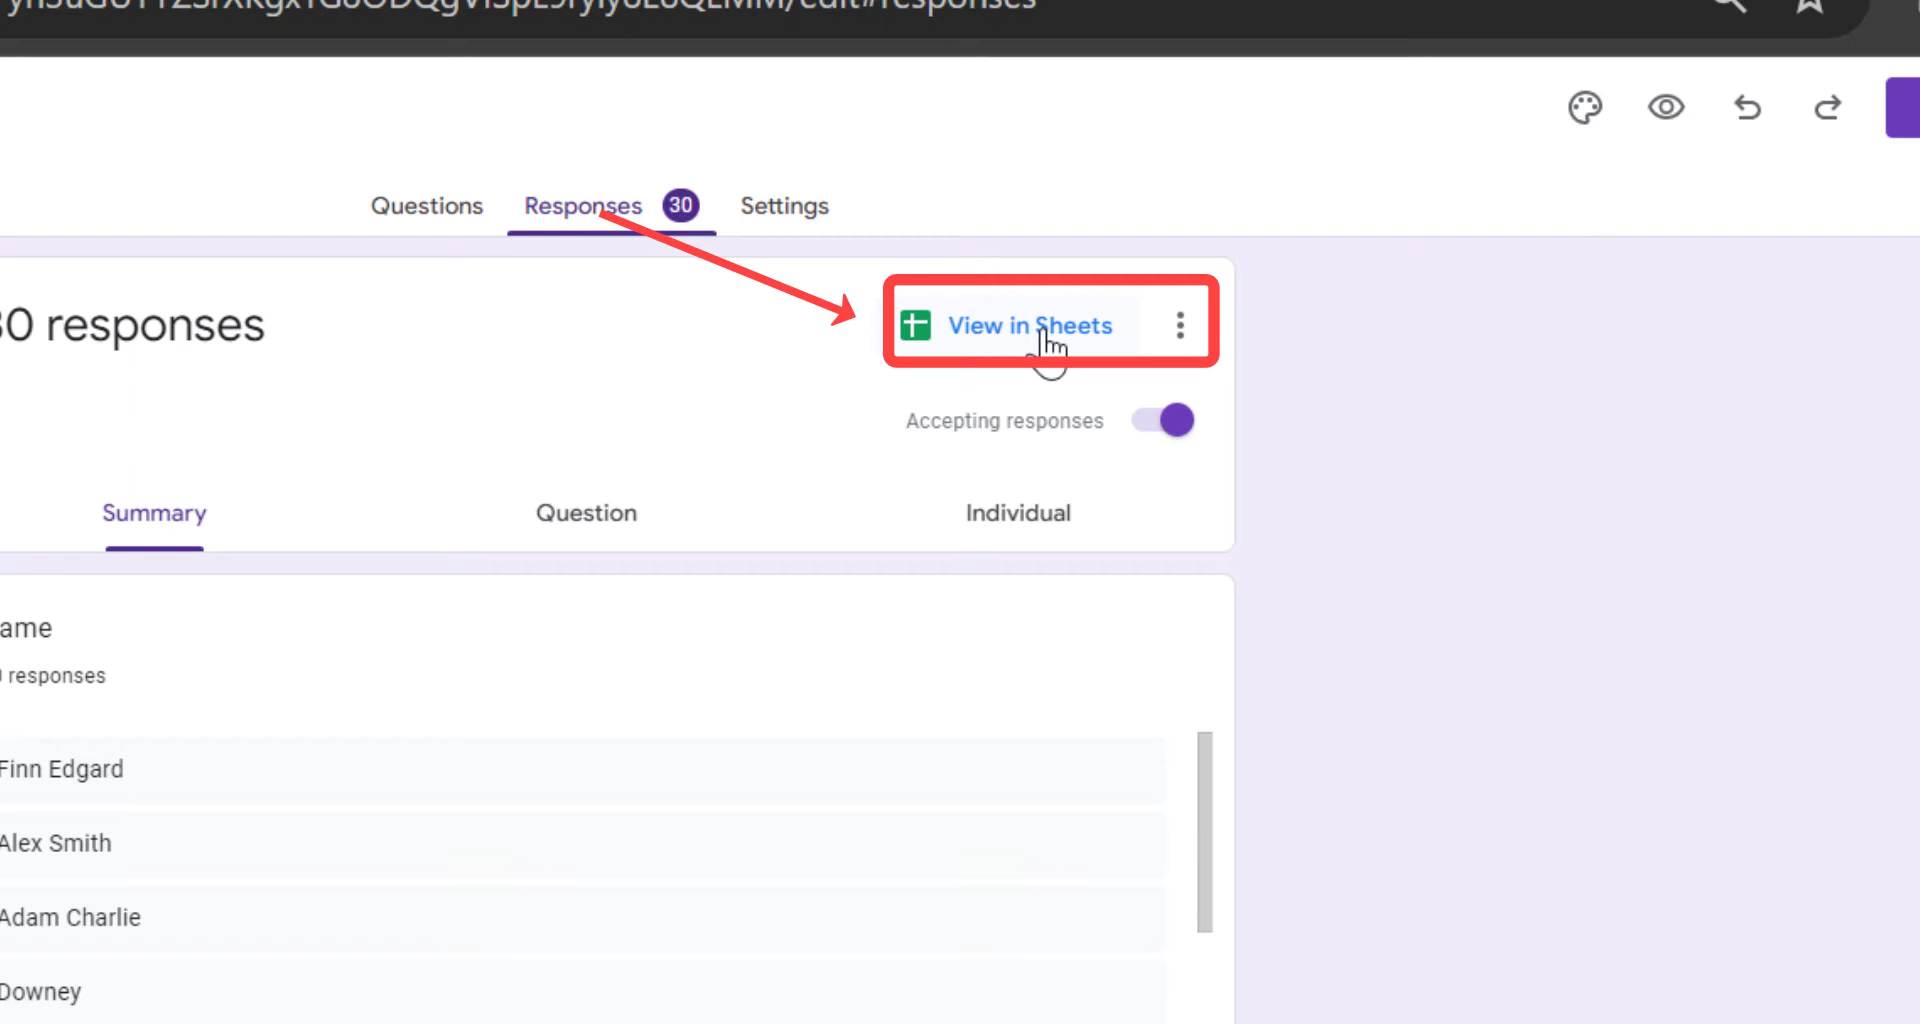 Questions Responses 30 Settings
30 responses
View in Sheets
Accepting responses
Summary Question Individual
ame
responses
Finn Edgard
Alex Smith
Adam Charlie
Downey